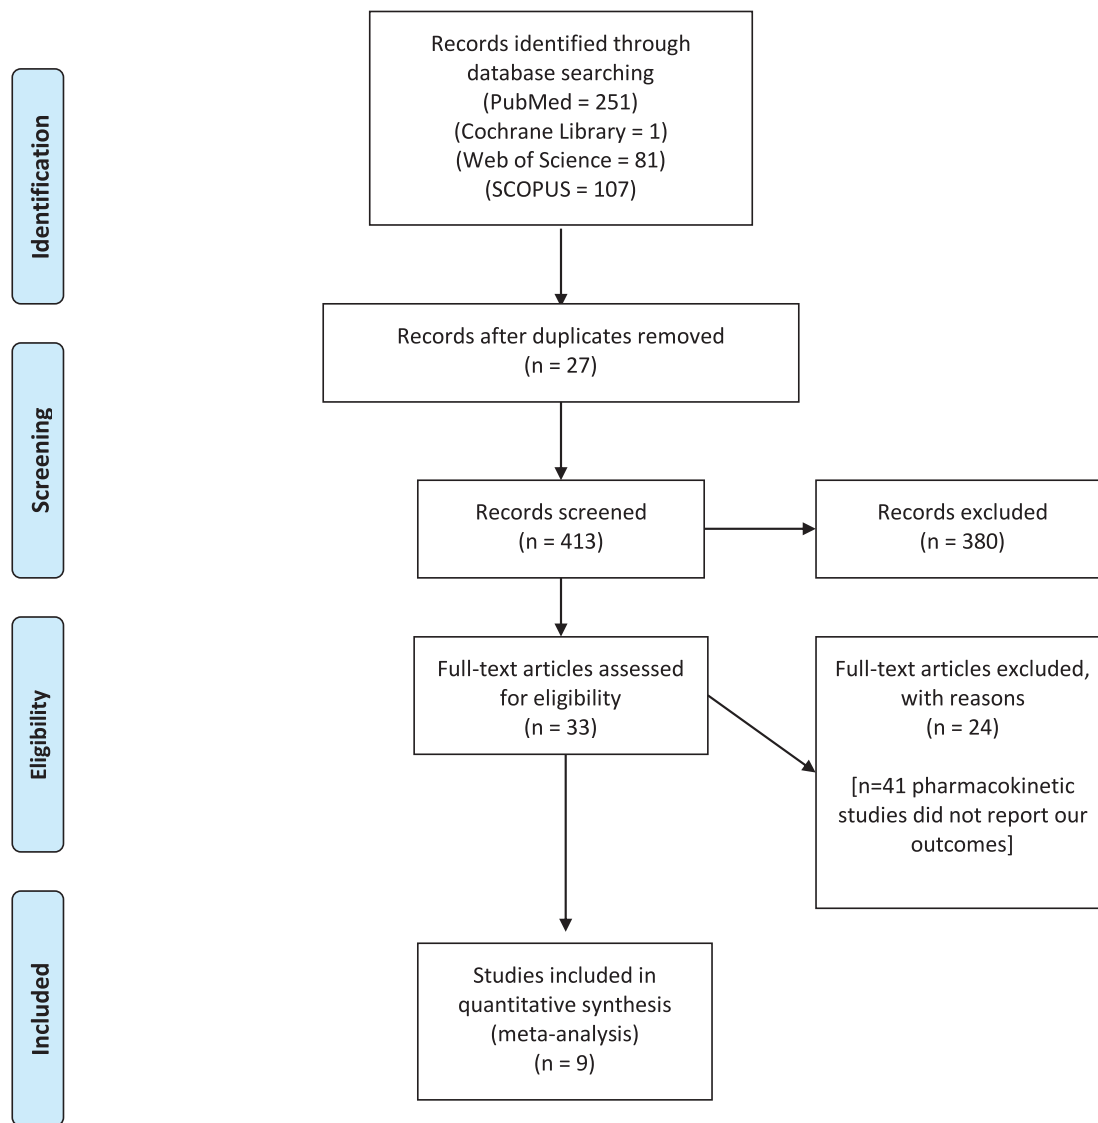 Identification
Records identified through
database searching
(PubMed = 251)
(Cochrane Library = 1)
(Web of Science = 81)
(SCOPUS = 107)
Records after duplicates removed
(n = 27)
Screening
Records screened
(n = 413)
Records excluded
(n = 380)
Eligibility
Full-text articles assessed
for eligibility
(n = 33)
Full-text articles excluded,
with reasons
(n = 24)
[n=41 pharmacokinetic
studies did not report our
outcomes]
Included
Studies included in
quantitative synthesis
(meta-analysis)
(n = 9)